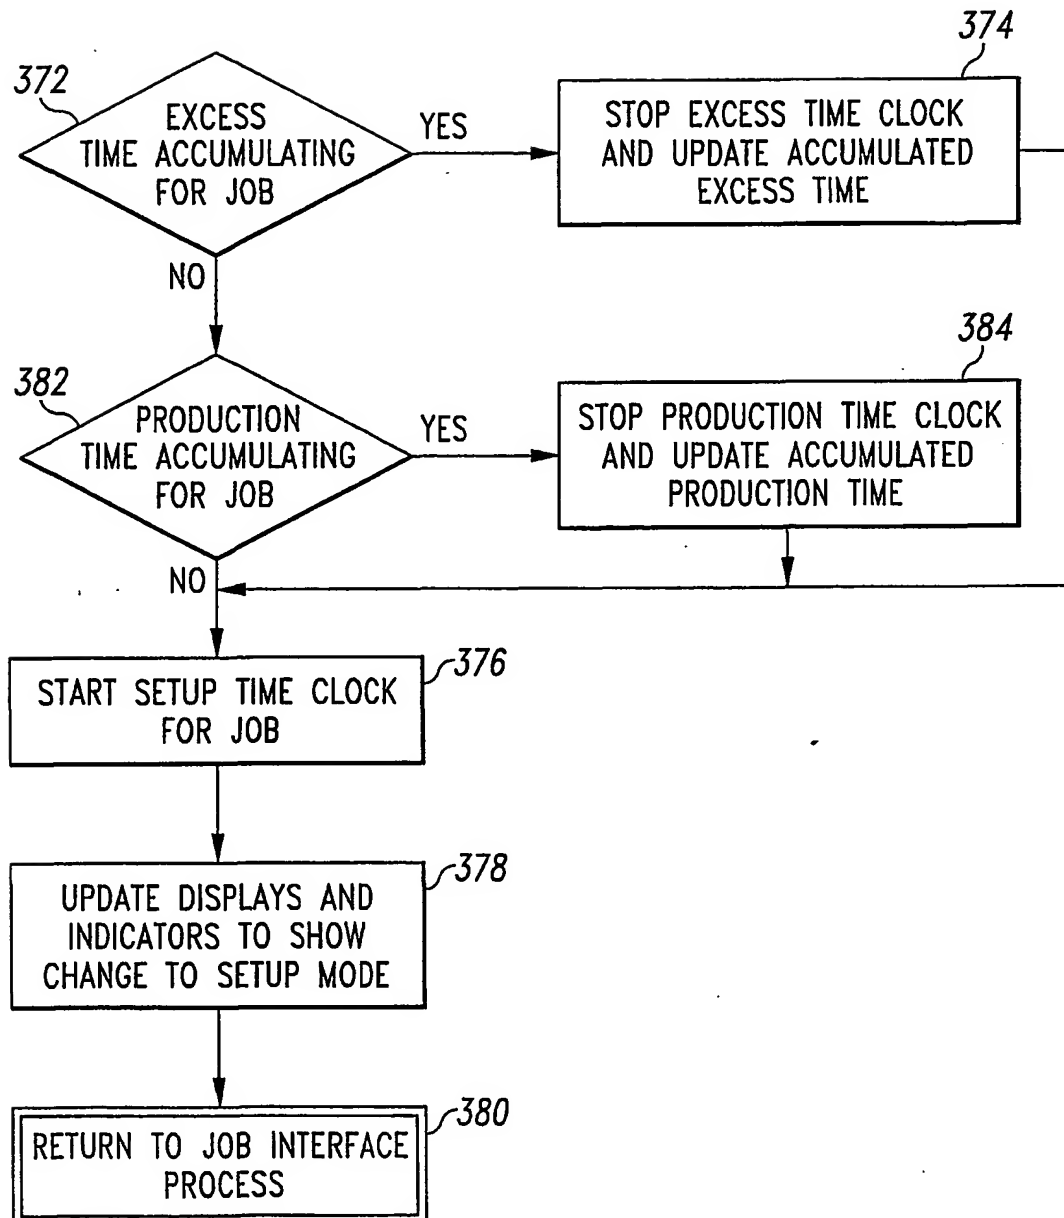 372
EXCESS
TIME ACCUMULATING
FOR JOB
YES
374
STOP EXCESS TIME CLOCK
AND UPDATE ACCUMULATED
EXCESS TIME
NO
382
PRODUCTION
TIME ACCUMULATING
FOR JOB
YES
384
STOP PRODUCTION TIME CLOCK
AND UPDATE ACCUMULATED
PRODUCTION TIME
NO
376
START SETUP TIME CLOCK
FOR JOB
378
UPDATE DISPLAYS AND
INDICATORS TO SHOW
CHANGE TO SETUP MODE
380
RETURN TO JOB INTERFACE
PROCESS